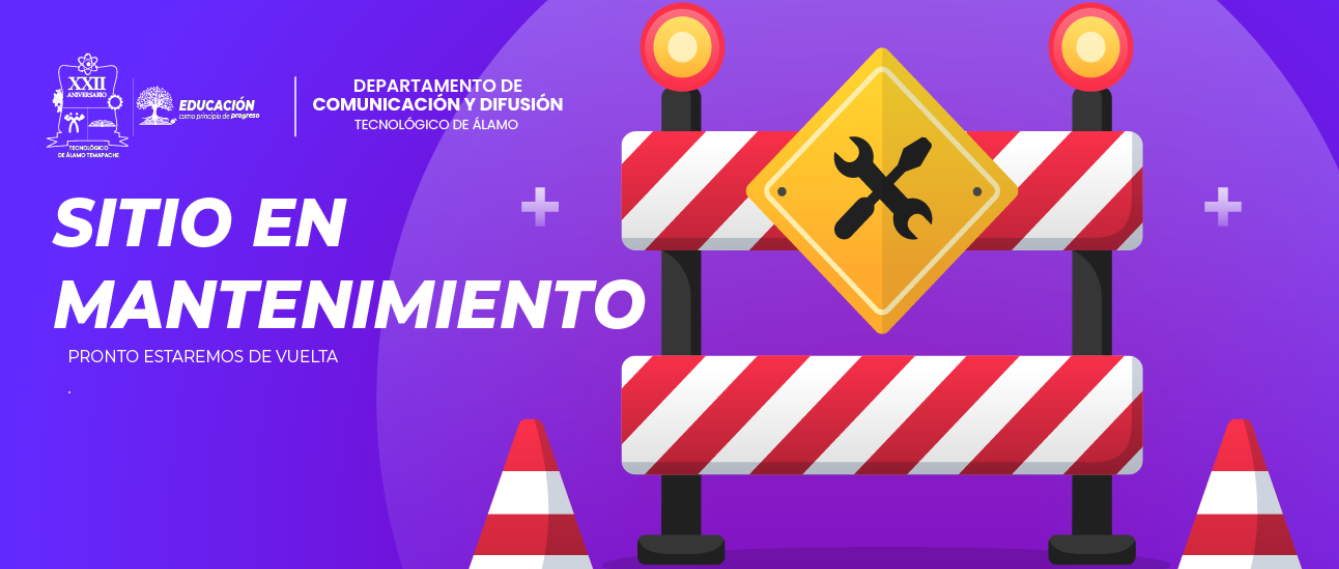 XXII
ANIVERSARIO
TECNOLÓGICO
DE ÁLAMO TEMAPACHE
EDUCACIÓN
como principio de progreso
DEPARTAMENTO DE
COMUNICACIÓN Y DIFUSIÓN
TECNOLÓGICO DE ÁLAMO
SITIO EN
MANTENIMIENTO
PRONTO ESTAREMOS DE VUELTA
.